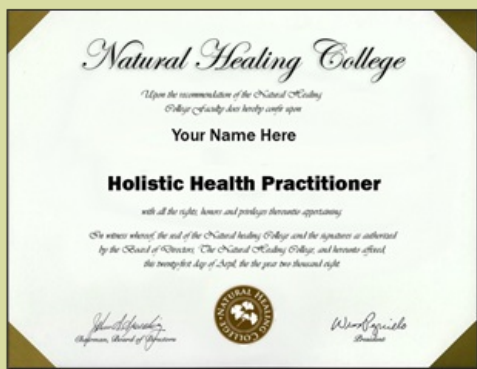 Natural Healing College
Upon the recommendation of the Natural Healing
College Faculty does hereby confir upon
Your Name Here
Holistic Health Practitioner
with all the rights, honors and privileges thereunto appertaining
In witness whereof, the seal of the Natural healing College and the signatures as authorized
by the Board of Directors, The Natural Healing College, and hereunto affixed,
this twenty-first day of April, the the year two thousand eight
NATURAL HEALING COLLEGE
Chairman, Board of Directors
President